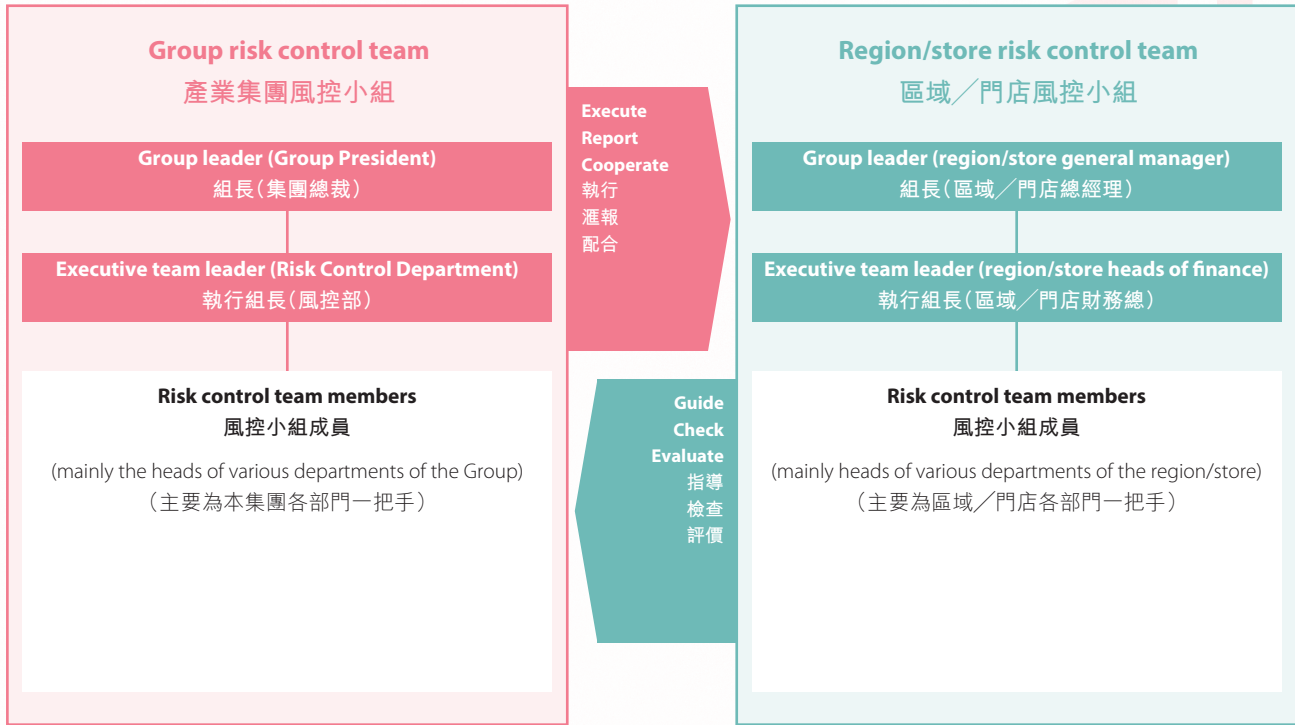 Group risk control team
產業集團風控小組
Group leader (Group President)
組長(集團總裁)
Executive team leader (Risk Control Department)
執行組長(風控部)
Risk control team members
風控小組成員
(mainly the heads of various departments of the Group)
(主要為本集團各部門一把手)
Execute
Report
Cooperate
執行
滙報
配合
Guide
Check
Evaluate
指導
檢查
評價
Region/store risk control team
區域╱門店風控小組
Group leader (region/store general manager)
組長(區域╱門店總經理)
Executive team leader (region/store heads of finance)
執行組長(區域╱門店財務總)
Risk control team members
風控小組成員
(mainly heads of various departments of the region/store)
(主要為區域╱門店各部門一把手)